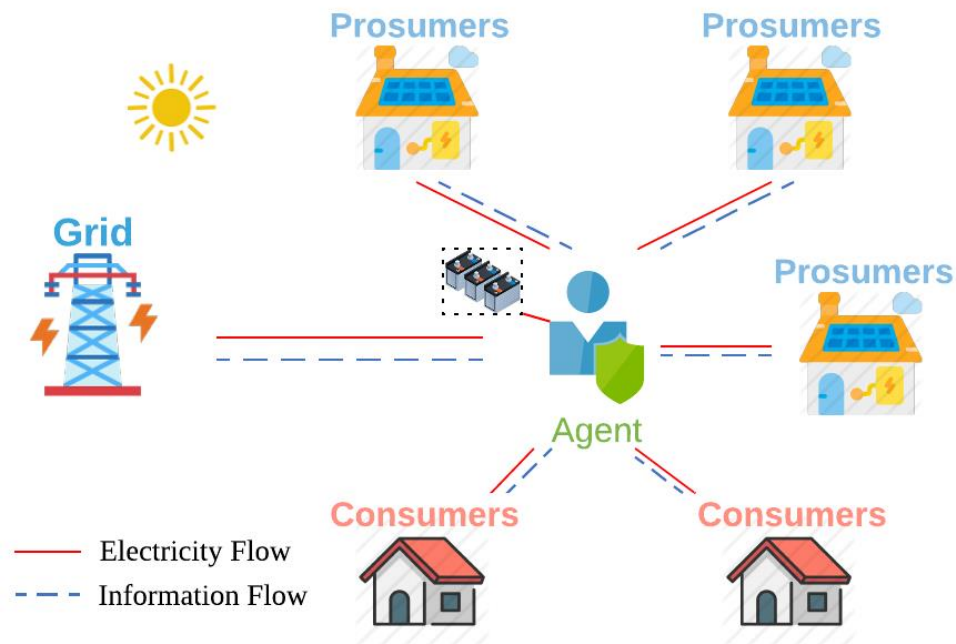 Prosumers
Prosumers
Grid
Prosumers
Agent
Consumers
Consumers
Electricity Flow
Information Flow